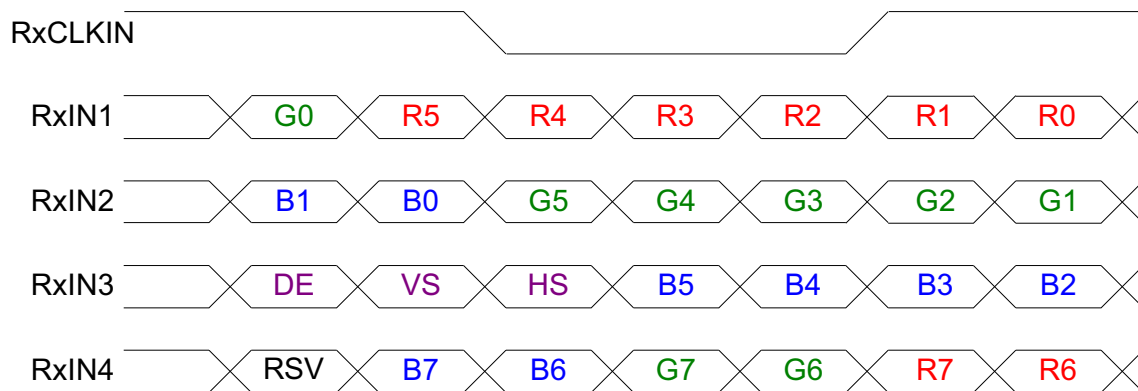 RxCLKIN
RxIN1 G0 R5 R4 R3 R2 R1 R0
RxIN2 B1 B0 G5 G4 G3 G2 G1
RxIN3 DE VS HS B5 B4 B3 B2
RxIN4 RSV B7 B6 G7 G6 R7 R6